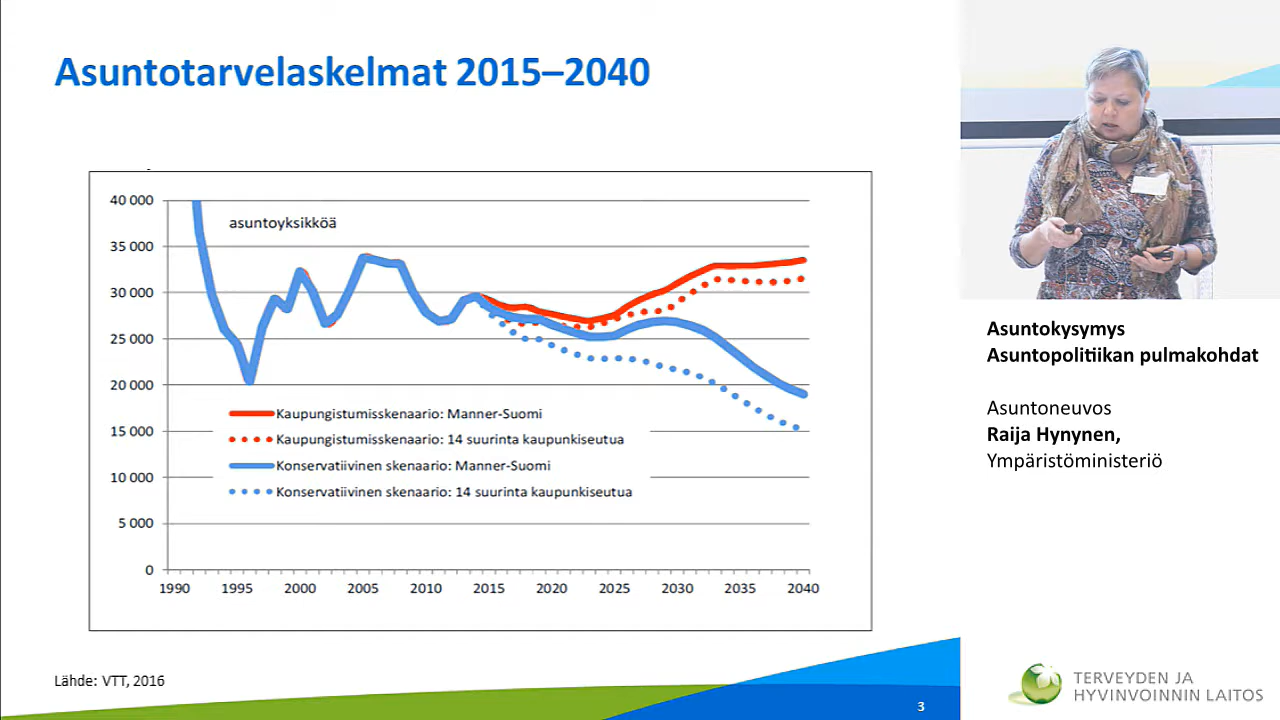 Asuntotarvelaskelmat 2015–2040
40 000
asuntoyksikköä
35 000
30 000
25 000
20 000
15 000
10 000
5 000
0
Kaupungistumisskenaario: Manner-Suomi
Kaupungistumisskenaario: 14 suurinta kaupunkiseutua
Konservatiivinen skenaario: Manner-Suomi
Konservatiivinen skenaario: 14 suurinta kaupunkiseutua
1990 1995 2000 2005 2010 2015 2020 2025 2030 2035 2040
Lähde: VTT, 2016
3
Asuntokysymys
Asuntopolitiikan pulmakohdat
Asuntoneuvos
Raija Hynynen,
Ympäristöministeriö
TERVEYDEN JA
HYVINVOINNIN LAITOS